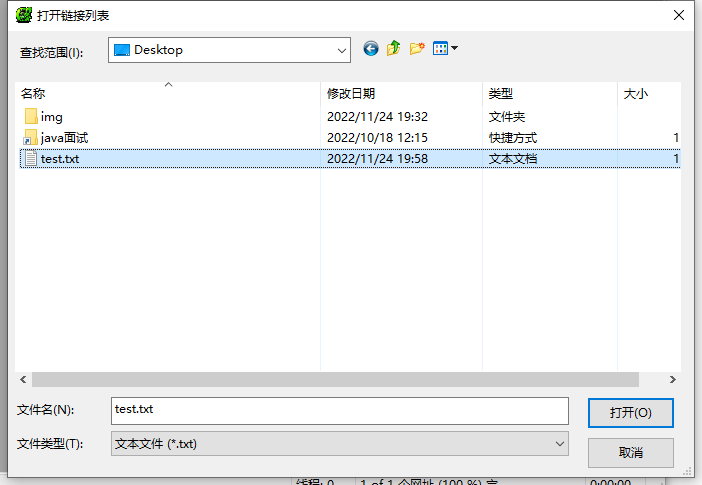 打开链接列表
查找范围(I): Desktop
名称 修改日期 类型 大小
img 2022/11/24 19:32 文件夹
java面试 2022/10/18 12:15 快捷方式 1
test.txt 2022/11/24 19:58 文本文档 1
文件名(N): test.txt 打开(O)
文件类型(T): 文本文件 (*.txt) 取消
线程: 0 1 of 1 个网址 (100 %) 完 0:00:00